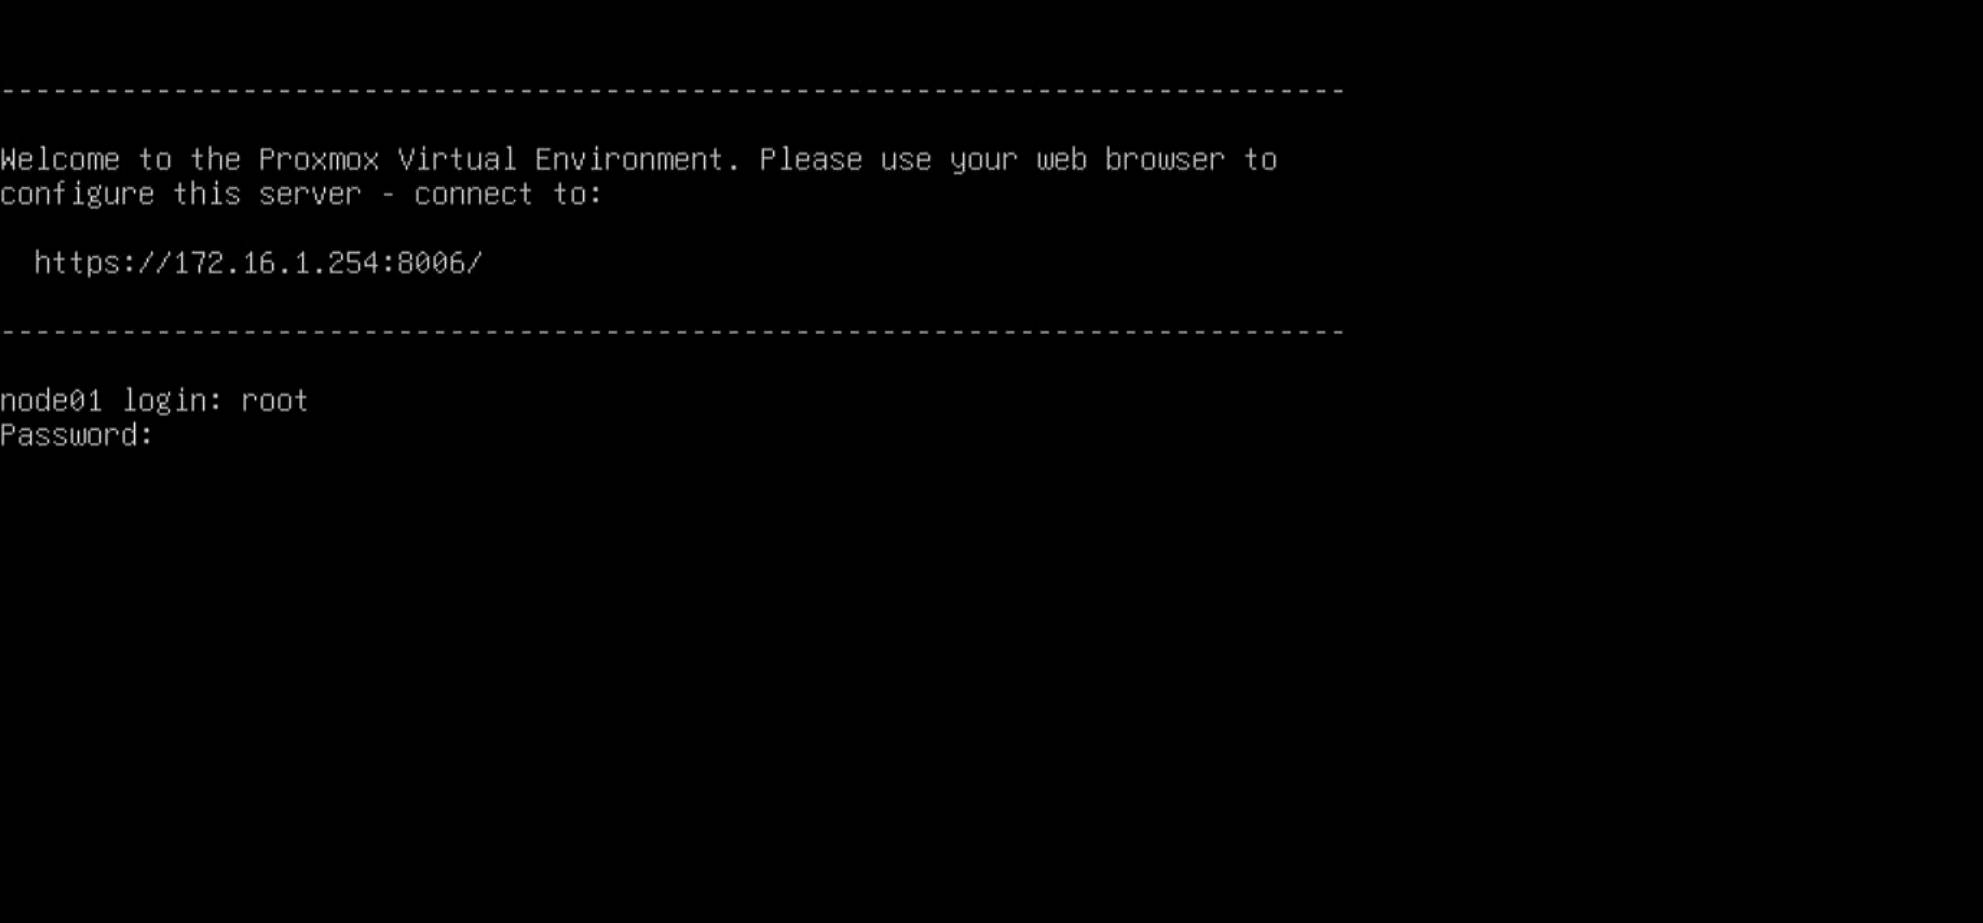 ------------------------------------------------------------------------------
Welcome to the Proxmox Virtual Environment. Please use your web browser to
configure this server - connect to:
https://172.16.1.254:8006/
------------------------------------------------------------------------------
node01 login: root
Password: